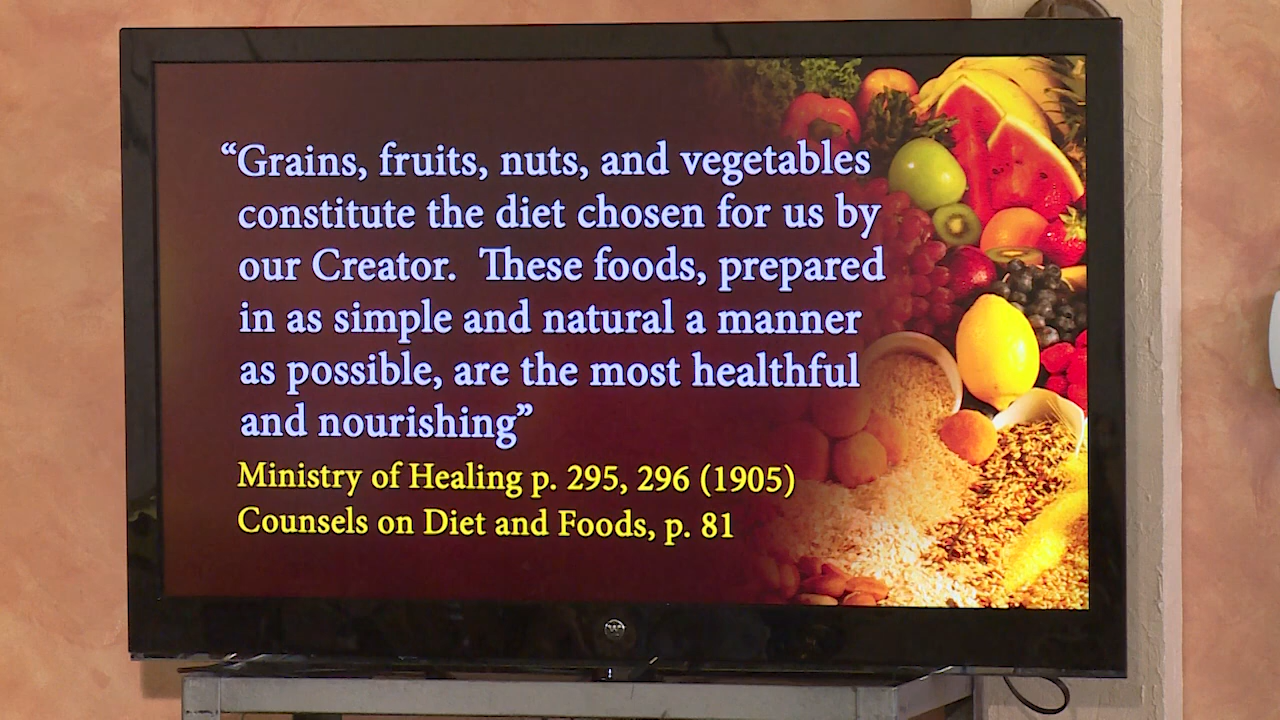 “Grains, fruits, nuts, and vegetables
constitute the diet chosen for us by
our Creator.  These foods, prepared
in as simple and natural a manner
as possible, are the most healthful
and nourishing”
Ministry of Healing p. 295, 296 (1905)
Counsels on Diet and Foods, p. 81
W